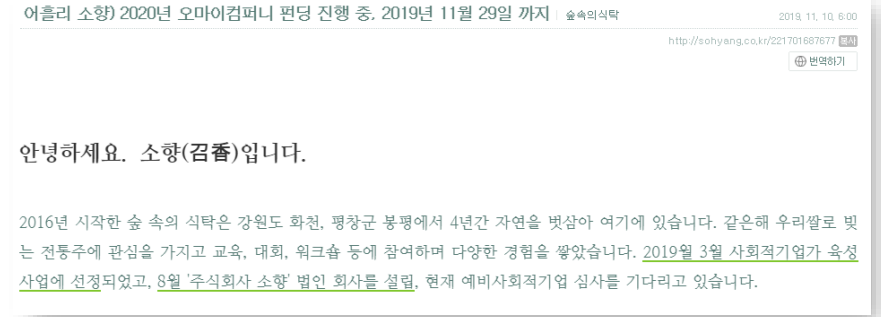 어흘리 소향) 2020년 오마이컴퍼니 펀딩 진행 중, 2019년 11월 29일 까지 | 숲속의식탁 2019. 11. 10. 6:00
http://sohyang.co.kr/221701687677 복사
번역하기
안녕하세요. 소향(召香)입니다.
2016년 시작한 숲 속의 식탁은 강원도 화천, 평창군 봉평에서 4년간 자연을 벗삼아 여기에 있습니다. 같은해 우리쌀로 빚
는 전통주에 관심을 가지고 교육, 대회, 워크숍 등에 참여하며 다양한 경험을 쌓았습니다. 2019월 3월 사회적기업가 육성
사업에 선정되었고, 8월 '주식회사 소향' 법인 회사를 설립, 현재 예비사회적기업 심사를 기다리고 있습니다.